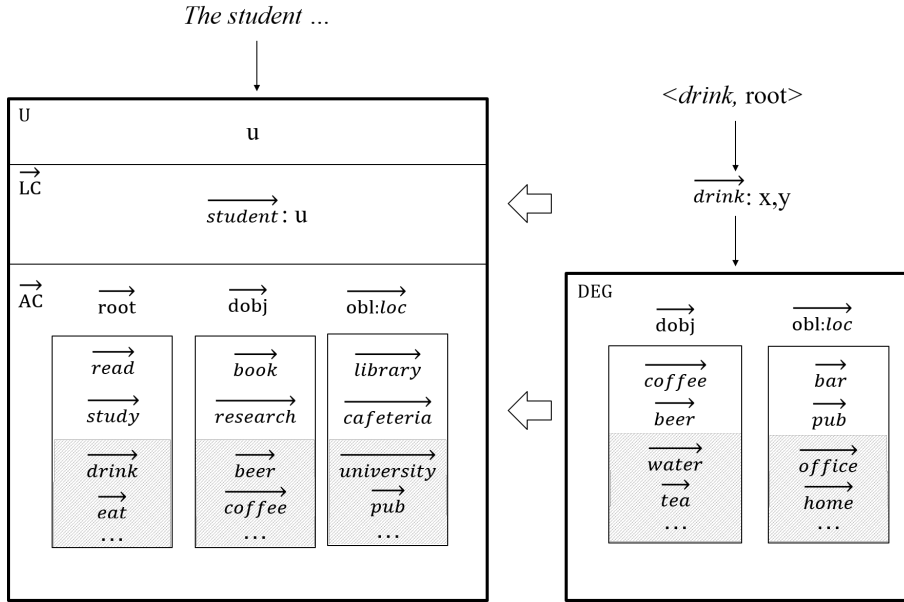 The student ...
<drink, root>
U
u
LC
student: u
drink: x,y
AC
root dobj obl:loc
read book library
study research cafeteria
drink beer university
eat coffee pub
... ... ...
DEG
dobj obl:loc
coffee bar
beer pub
water office
tea home
... ...